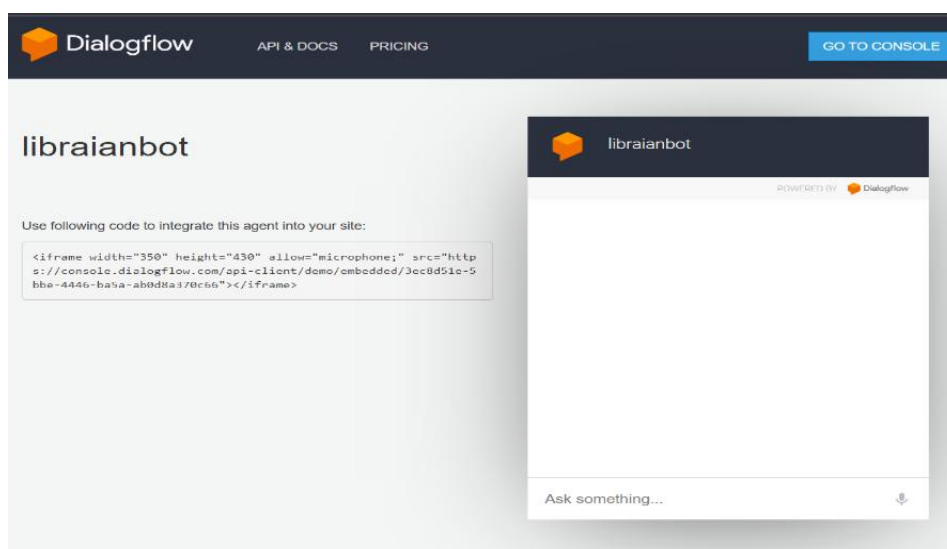 Dialogflow API & DOCS PRICING GO TO CONSOLE
libraianbot
Use following code to integrate this agent into your site:
<iframe width="350" height="430" allow="microphone;" src="http
s://console.dialogflow.com/api-client/demo/embedded/3ec8d51e-5
bbe-4446-ba5a-ab0d8a370c66"></iframe>
libraianbot
POWERED BY Dialogflow
Ask something...